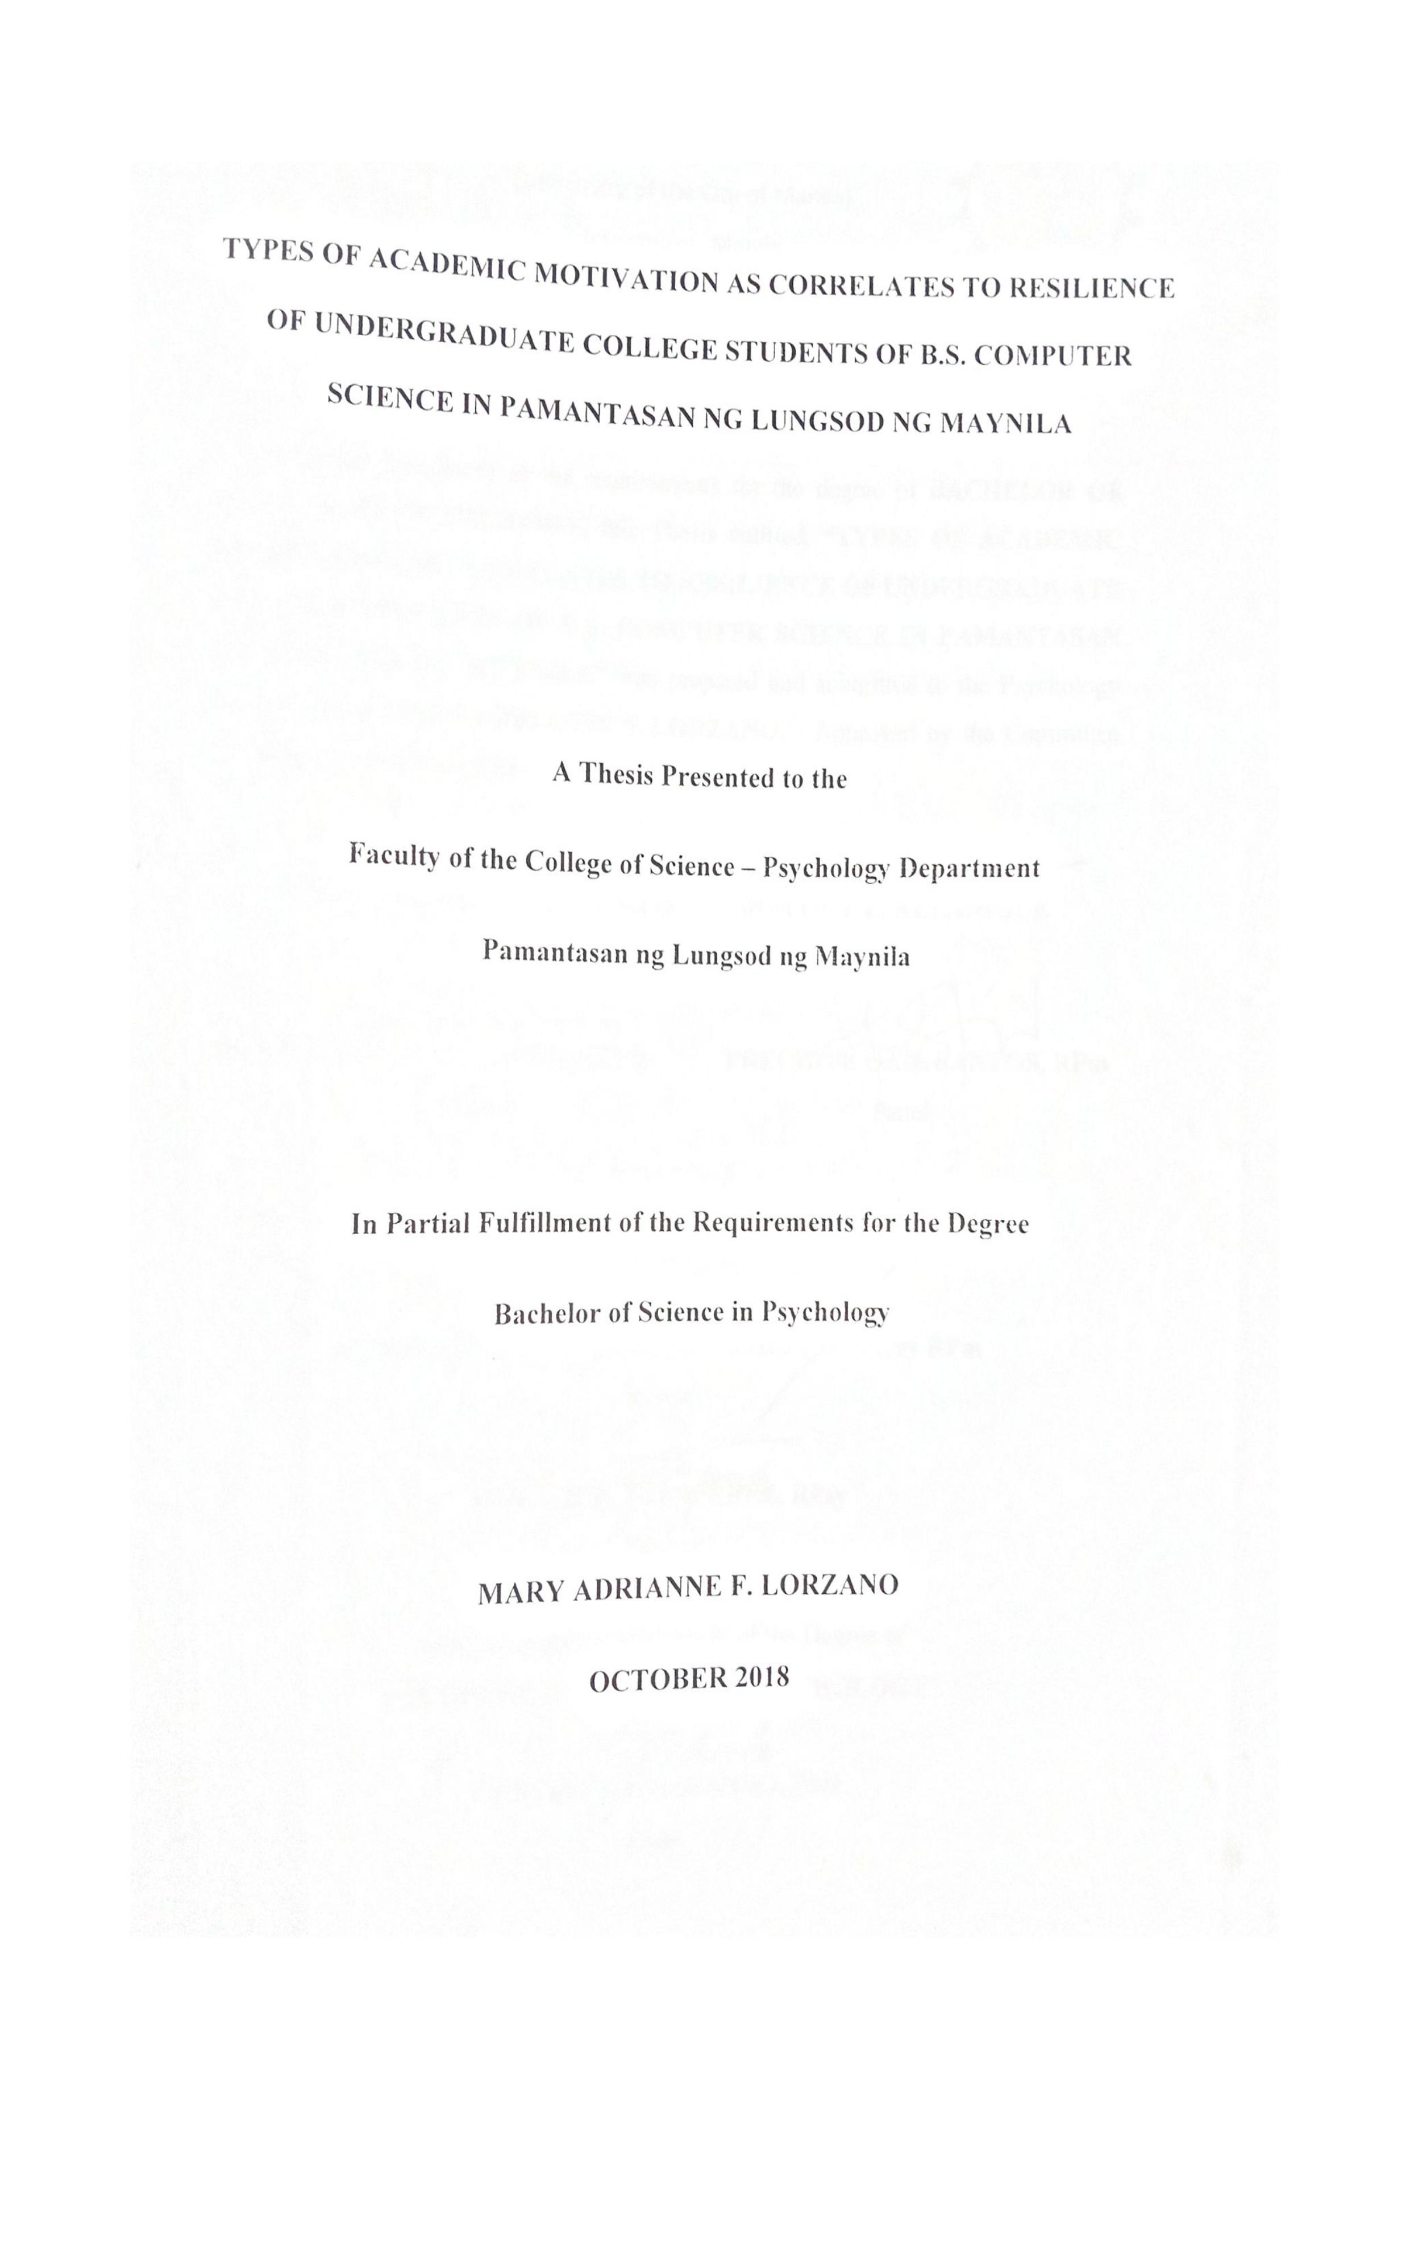 TYPES OF ACADEMIC MOTIVATION AS CORRELATES TO RESILIENCE
OF UNDERGRADUATE COLLEGE STUDENTS OF B.S. COMPUTER
SCIENCE IN PAMANTASAN NG LUNGSOD NG MAYNILA
A Thesis Presented to the
Faculty of the College of Science – Psychology Department
Pamantasan ng Lungsod ng Maynila
In Partial Fulfillment of the Requirements for the Degree
Bachelor of Science in Psychology
MARY ADRIANNE F. LORZANO
OCTOBER 2018